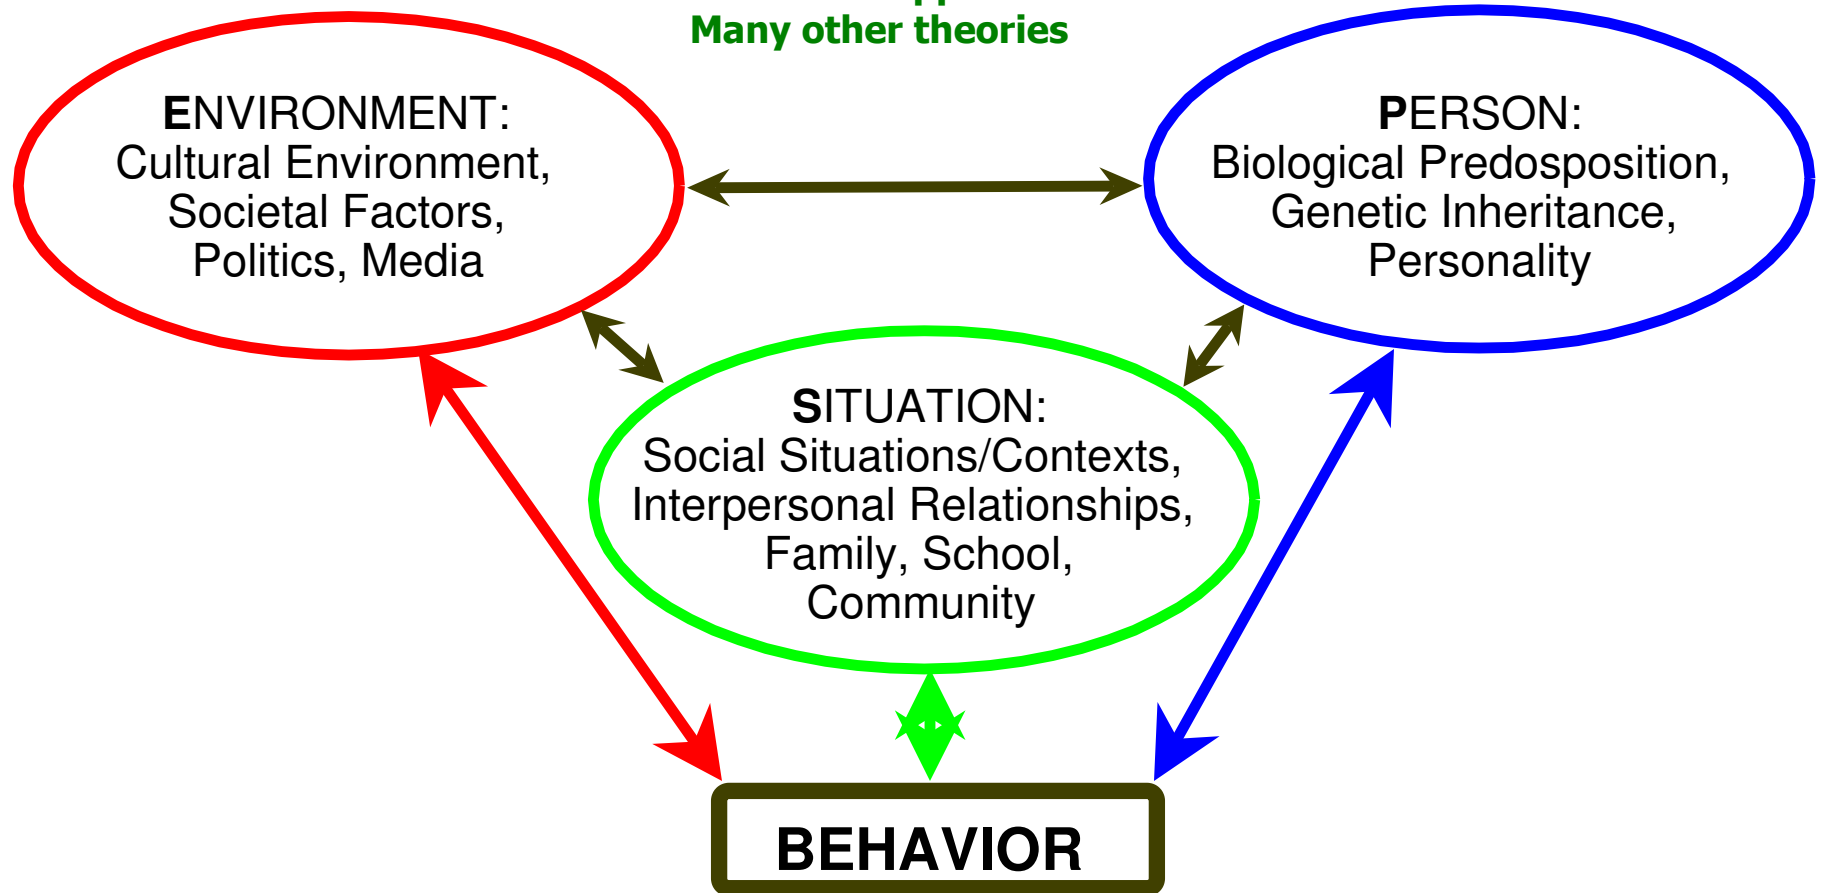 Many other theories
ENVIRONMENT:
Cultural Environment,
Societal Factors,
Politics, Media
PERSON:
Biological Predosposition,
Genetic Inheritance,
Personality
SITUATION:
Social Situations/Contexts,
Interpersonal Relationships,
Family, School,
Community
BEHAVIOR